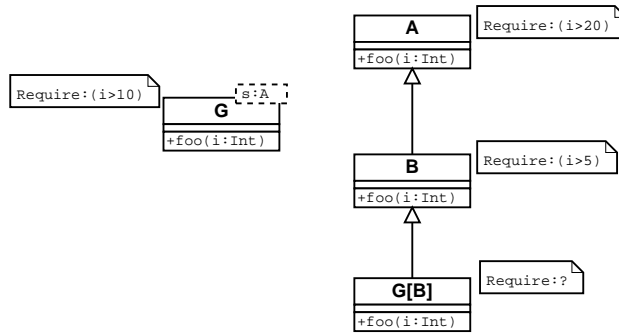 A
Require:(i>20)
+foo(i:Int)
Require:(i>10)
s:A
G
+foo(i:Int)
B
Require:(i>5)
+foo(i:Int)
G[B]
Require:?
+foo(i:Int)